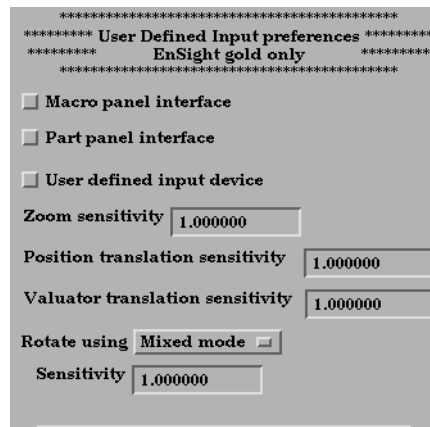 ******************************************
********* User Defined Input preferences *********
********* EnSight gold only *********
******************************************
Macro panel interface
Part panel interface
User defined input device
Zoom sensitivity 1.000000
Position translation sensitivity 1.000000
Valuator translation sensitivity 1.000000
Rotate using Mixed mode
Sensitivity 1.000000